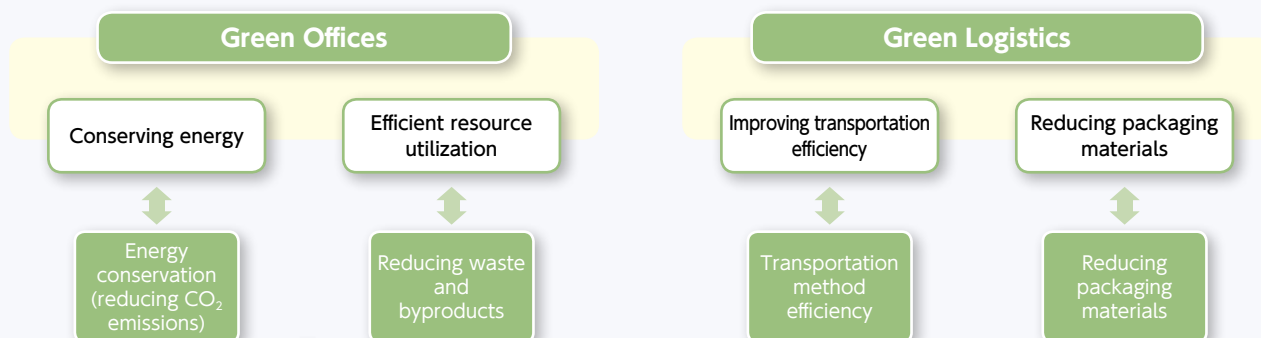 Green Offices
Conserving energy
Efficient resource
utilization
Energy
conservation
(reducing CO₂
emissions)
Reducing waste
and
byproducts
Green Logistics
Improving transportation
efficiency
Reducing packaging
materials
Transportation
method
efficiency
Reducing
packaging
materials